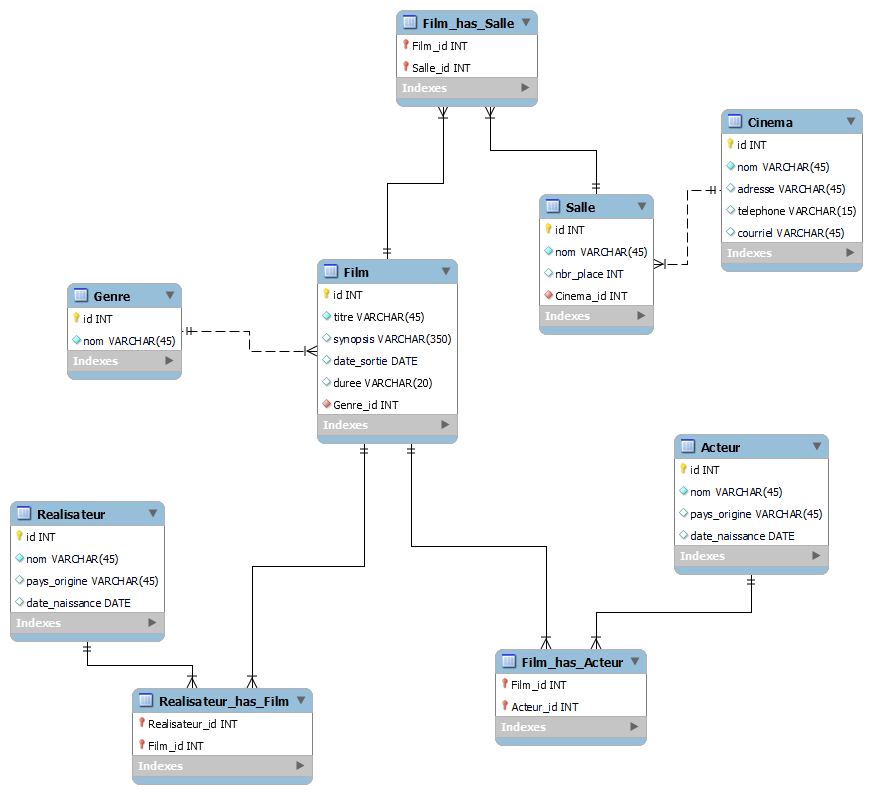 Film_has_Salle
Film_id INT
Salle_id INT
Indexes
Cinema
id INT
nom VARCHAR(45)
adresse VARCHAR(45)
telephone VARCHAR(15)
courriel VARCHAR(45)
Indexes
Salle
id INT
nom VARCHAR(45)
nbr_place INT
Cinema_id INT
Indexes
Film
id INT
titre VARCHAR(45)
synopsis VARCHAR(350)
date_sortie DATE
duree VARCHAR(20)
Genre_id INT
Indexes
Genre
id INT
nom VARCHAR(45)
Indexes
Acteur
id INT
nom VARCHAR(45)
pays_origine VARCHAR(45)
date_naissance DATE
Indexes
Realisateur
id INT
nom VARCHAR(45)
pays_origine VARCHAR(45)
date_naissance DATE
Indexes
Film_has_Acteur
Film_id INT
Acteur_id INT
Indexes
Realisateur_has_Film
Realisateur_id INT
Film_id INT
Indexes